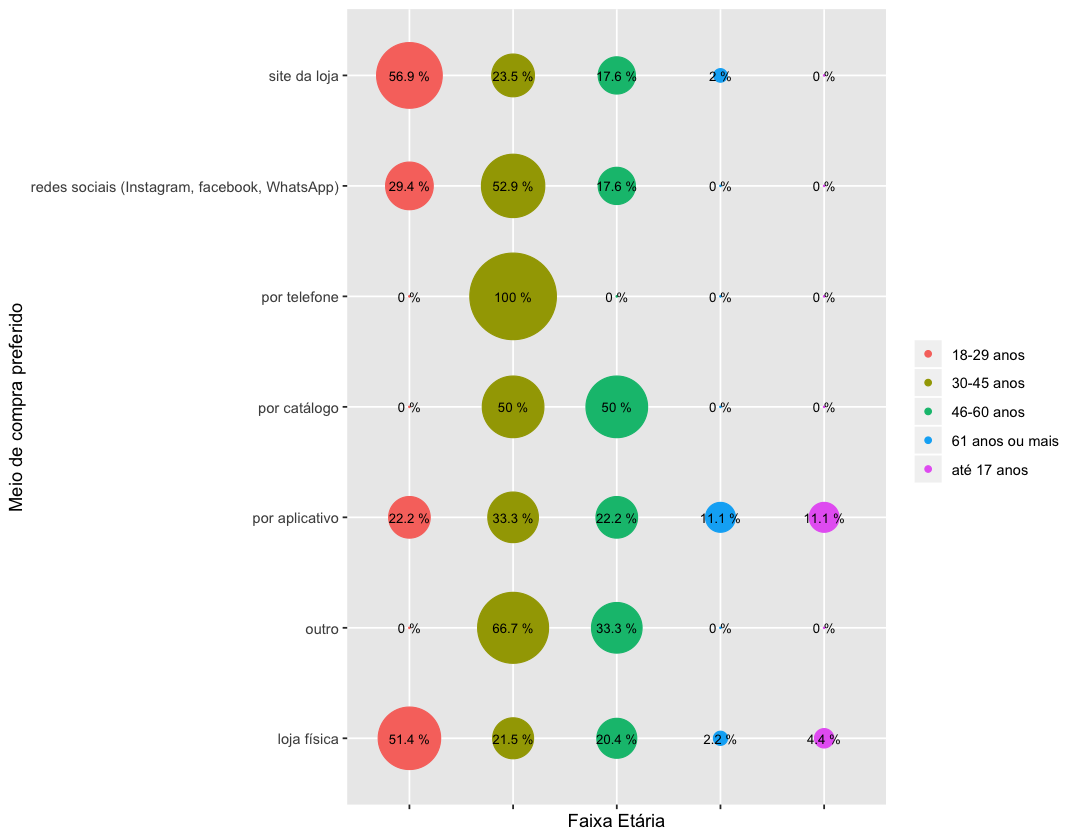 site da loja
56.9 %
23.5 %
17.6 %
2 %
0 %
redes sociais (Instagram, facebook, WhatsApp)
29.4 %
52.9 %
17.6 %
0 %
0 %
por telefone
0 %
100 %
0 %
0 %
0 %
por catálogo
0 %
50 %
50 %
0 %
0 %
por aplicativo
22.2 %
33.3 %
22.2 %
11.1 %
11.1 %
outro
0 %
66.7 %
33.3 %
0 %
0 %
loja física
51.4 %
21.5 %
20.4 %
2.2 %
4.4 %
Meio de compra preferido
Faixa Etária
18-29 anos
30-45 anos
46-60 anos
61 anos ou mais
até 17 anos